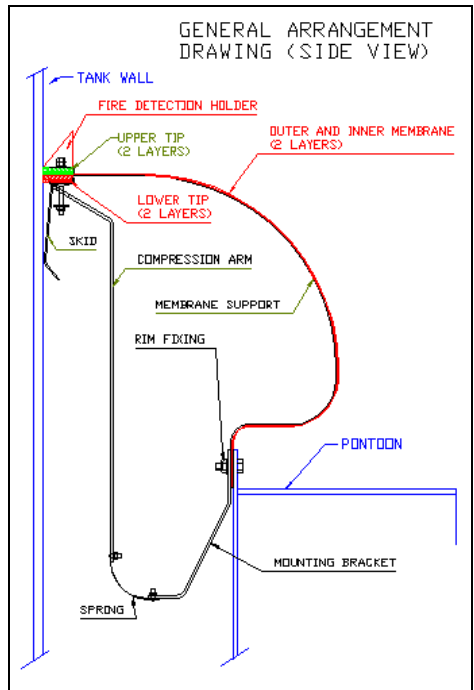 GENERAL ARRANGEMENT
DRAWING (SIDE VIEW)
TANK WALL
FIRE DETECTION HOLDER
UPPER TIP
(2 LAYERS)
OUTER AND INNER MEMBRANE
(2 LAYERS)
LOWER TIP
(2 LAYERS)
SKID
COMPRESSION ARM
MEMBRANE SUPPORT
RIM FIXING
PONTOON
MOUNTING BRACKET
SPRING